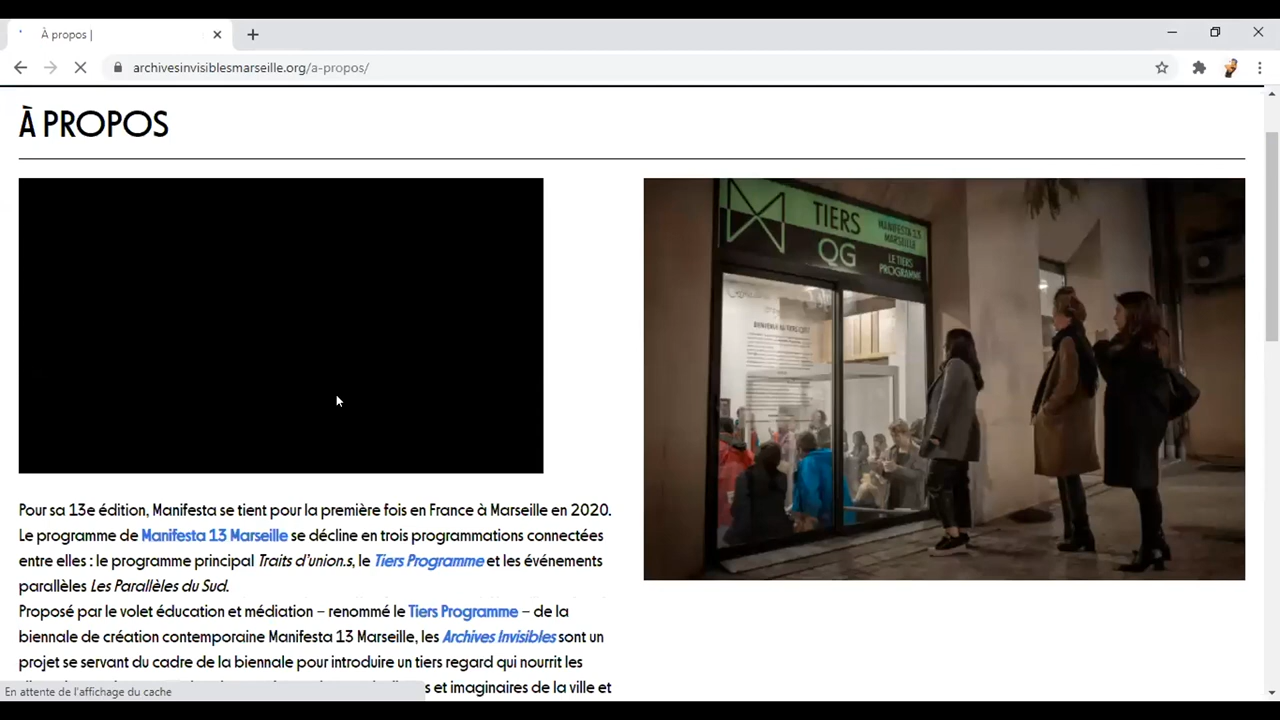 À propos |
archivesinvisiblesmarseille.org/a-propos/
À PROPOS
TIERS
QG
MANIFESTA 13
MARSEILLE
LE TIERS
PROGRAMME
Pour sa 13e édition, Manifesta se tient pour la première fois en France à Marseille en 2020.
Le programme de Manifesta 13 Marseille se décline en trois programmations connectées
entre elles : le programme principal Traits d'union.s, le Tiers Programme et les événements
parallèles Les Parallèles du Sud.
Proposé par le volet éducation et médiation – renommé le Tiers Programme – de la
biennale de création contemporaine Manifesta 13 Marseille, les Archives Invisibles sont un
projet se servant du cadre de la biennale pour introduire un tiers regard qui nourrit les
s et imaginaires de la ville et
En attente de l'affichage du cache